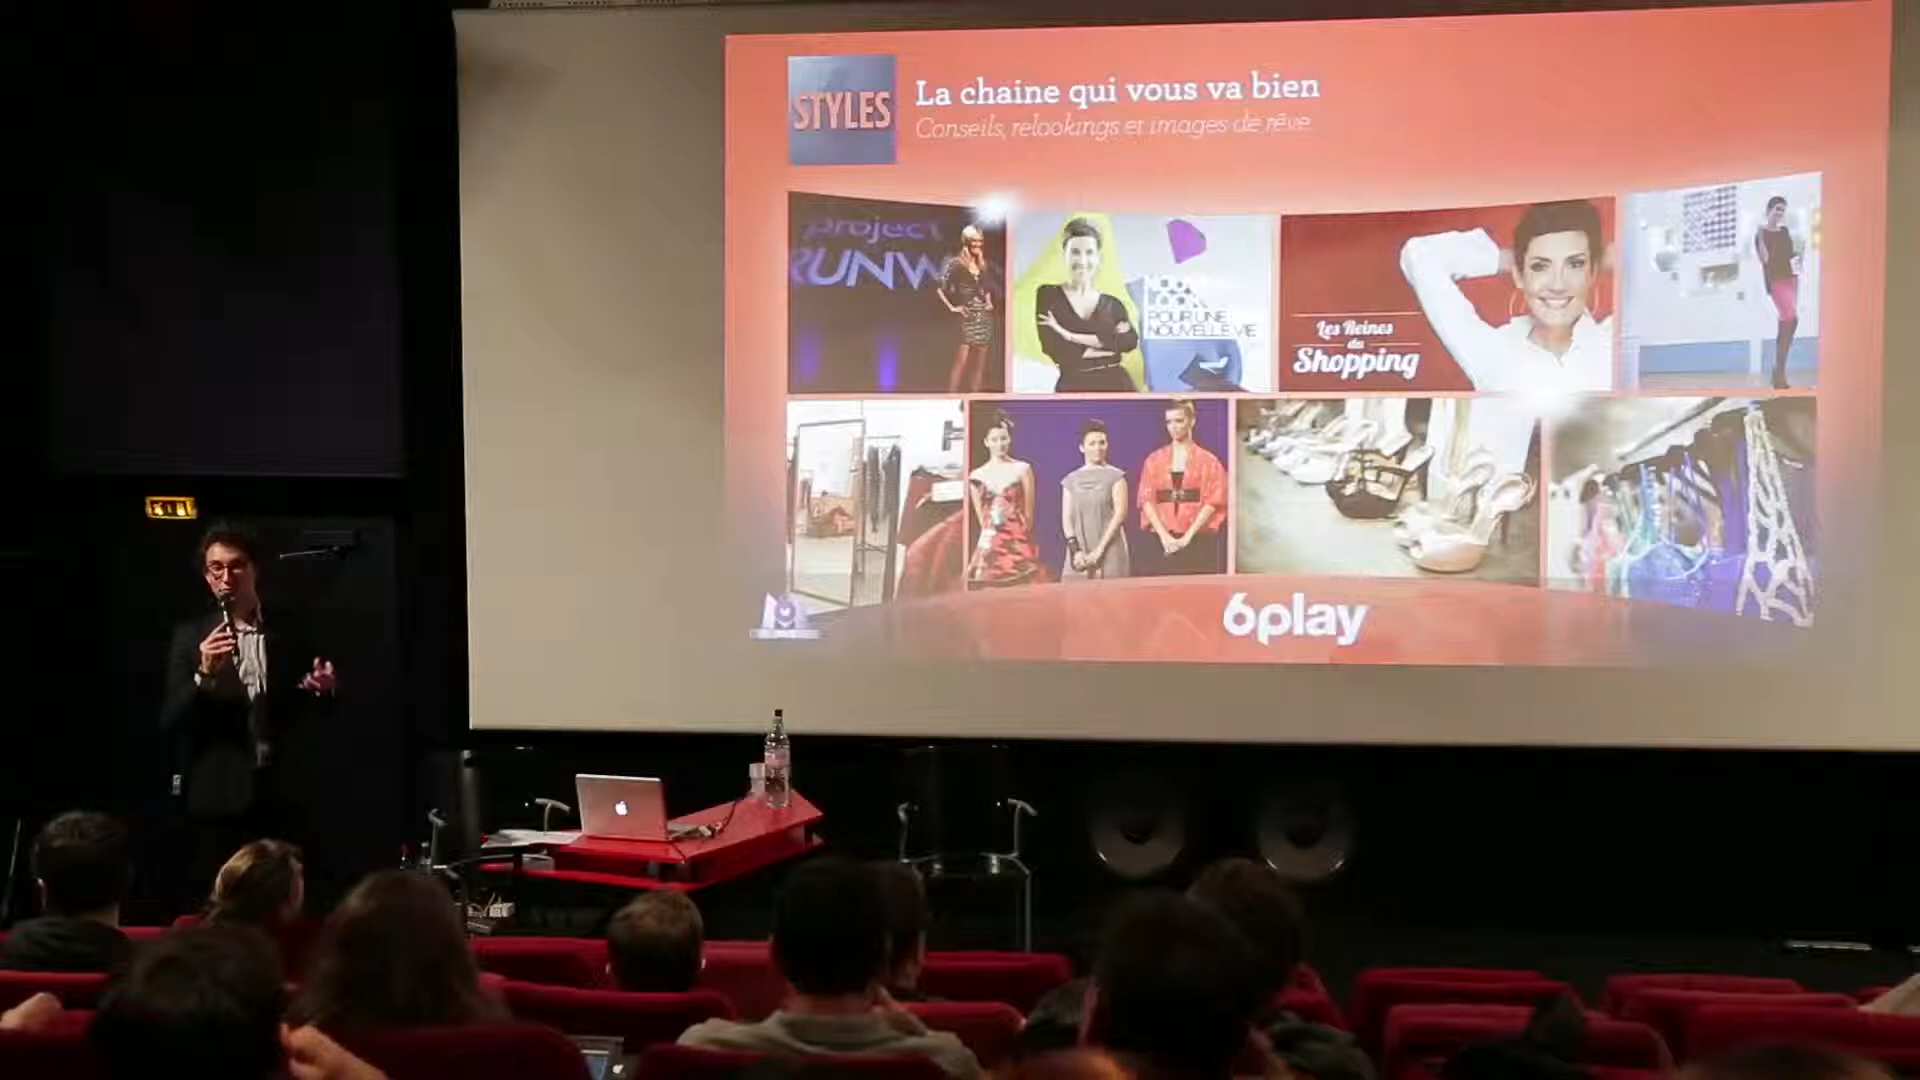 STYLES
La chaine qui vous va bien
Conseils, relookings et images de rêve
project
RUNW
POUR UNE
NOUVELLE VIE
Les Reines
du
Shopping
6play